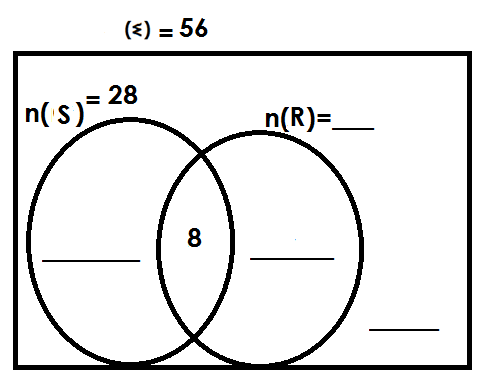 (ξ) = 56
n(S) = 28
n(R)=___
8